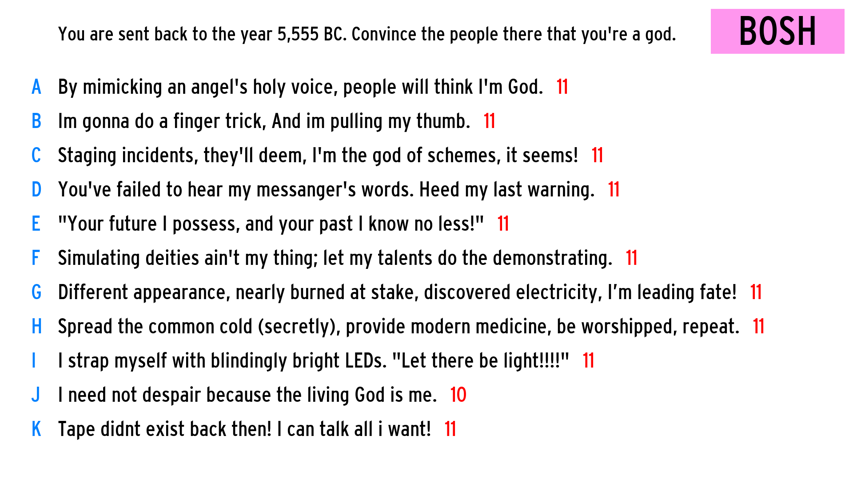 You are sent back to the year 5,555 BC. Convince the people there that you're a god.
BOSH
A By mimicking an angel's holy voice, people will think I'm God. 11
B Im gonna do a finger trick, And im pulling my thumb. 11
C Staging incidents, they'll deem, I'm the god of schemes, it seems! 11
D You've failed to hear my messanger's words. Heed my last warning. 11
E "Your future I possess, and your past I know no less!" 11
F Simulating deities ain't my thing; let my talents do the demonstrating. 11
G Different appearance, nearly burned at stake, discovered electricity, I’m leading fate! 11
H Spread the common cold (secretly), provide modern medicine, be worshipped, repeat. 11
I I strap myself with blindingly bright LEDs. "Let there be light!!!!" 11
J I need not despair because the living God is me. 10
K Tape didnt exist back then! I can talk all i want! 11